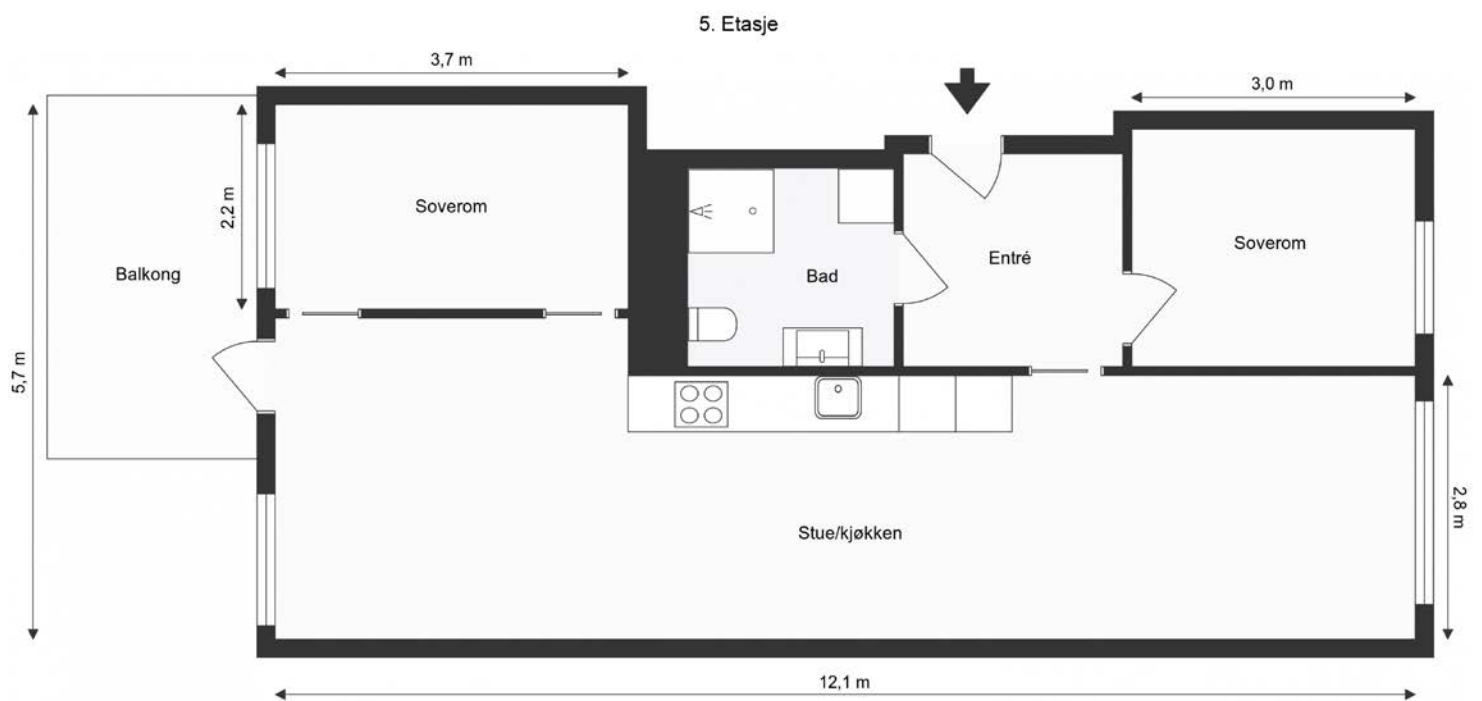 5. Etasje
3,7 m
3,0 m
2,2 m
Soverom
Soverom
Balkong
Bad
Entré
5,7 m
2,8 m
Stue/kjøkken
12,1 m